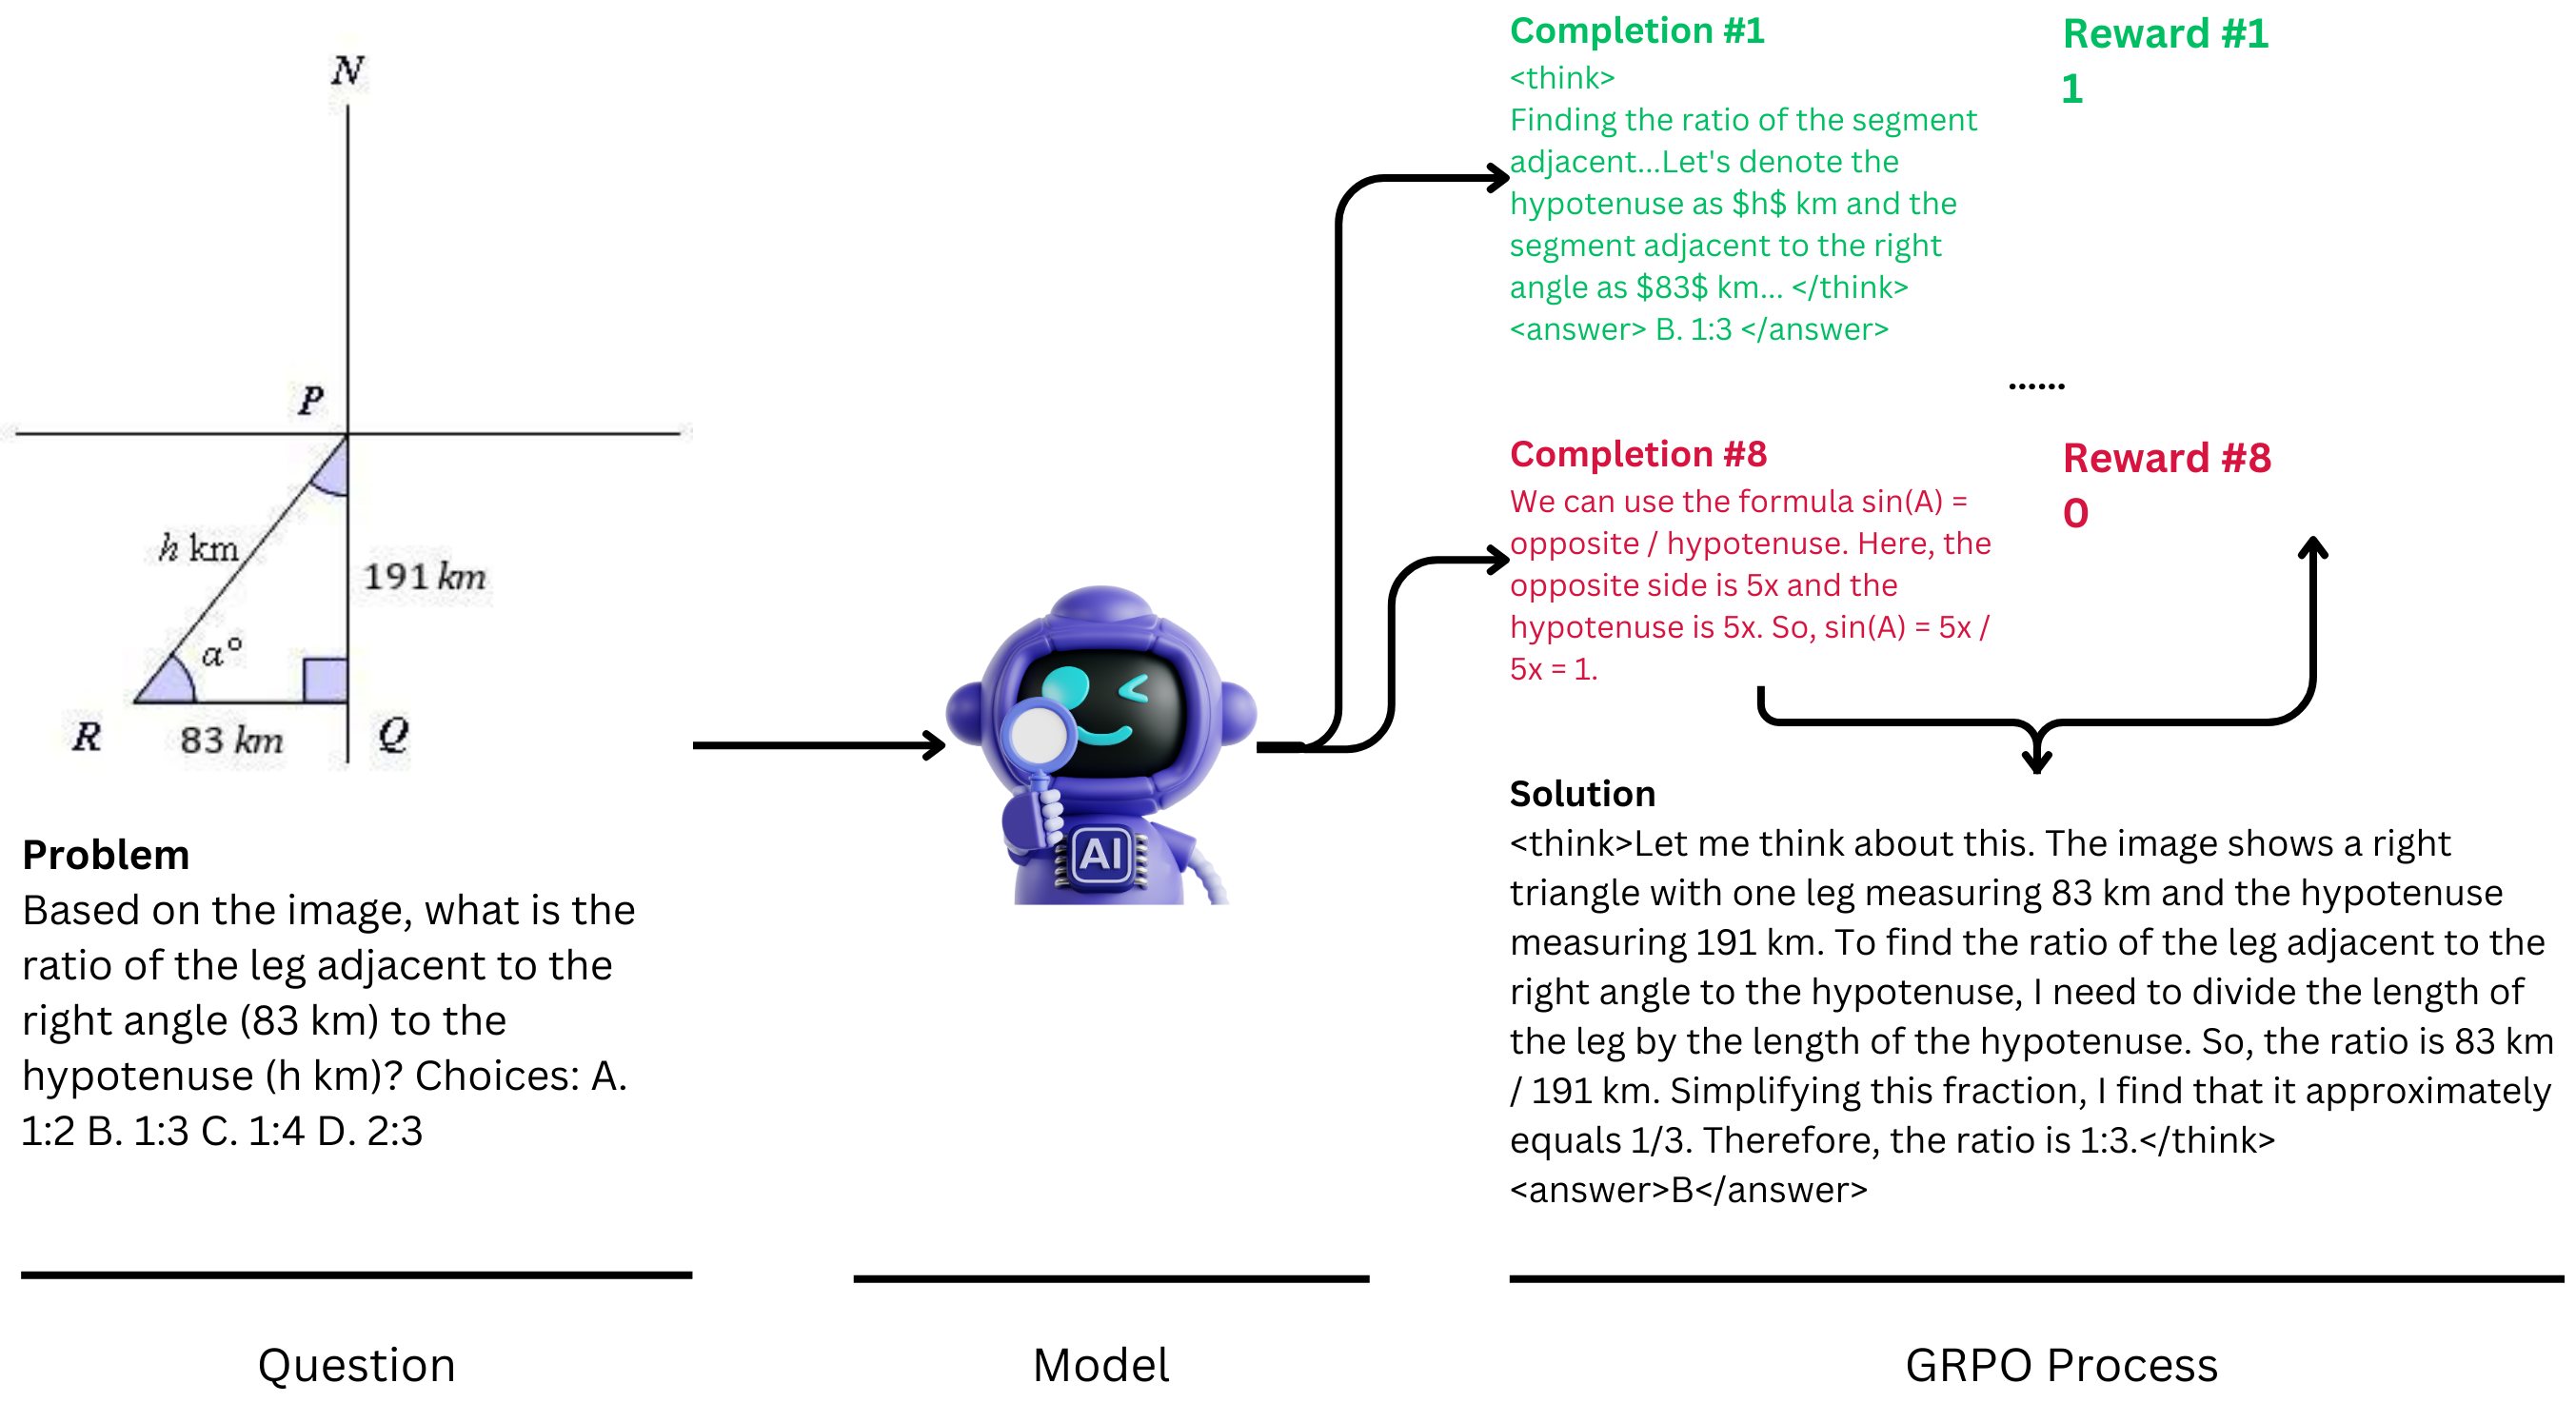 N
P
h km
191 km
α°
R
83 km
Q
Problem
Based on the image, what is the
ratio of the leg adjacent to the
right angle (83 km) to the
hypotenuse (h km)? Choices: A.
1:2 B. 1:3 C. 1:4 D. 2:3
Question
AI
Model
Completion #1
<think>
Finding the ratio of the segment
adjacent...Let's denote the
hypotenuse as $h$ km and the
segment adjacent to the right
angle as $83$ km... </think>
<answer> B. 1:3 </answer>
Reward #1
1
......
Completion #8
We can use the formula sin(A) =
opposite / hypotenuse. Here, the
opposite side is 5x and the
hypotenuse is 5x. So, sin(A) = 5x /
5x = 1.
Reward #8
0
Solution
<think>Let me think about this. The image shows a right
triangle with one leg measuring 83 km and the hypotenuse
measuring 191 km. To find the ratio of the leg adjacent to the
right angle to the hypotenuse, I need to divide the length of
the leg by the length of the hypotenuse. So, the ratio is 83 km
/ 191 km. Simplifying this fraction, I find that it approximately
equals 1/3. Therefore, the ratio is 1:3.</think>
<answer>B</answer>
GRPO Process